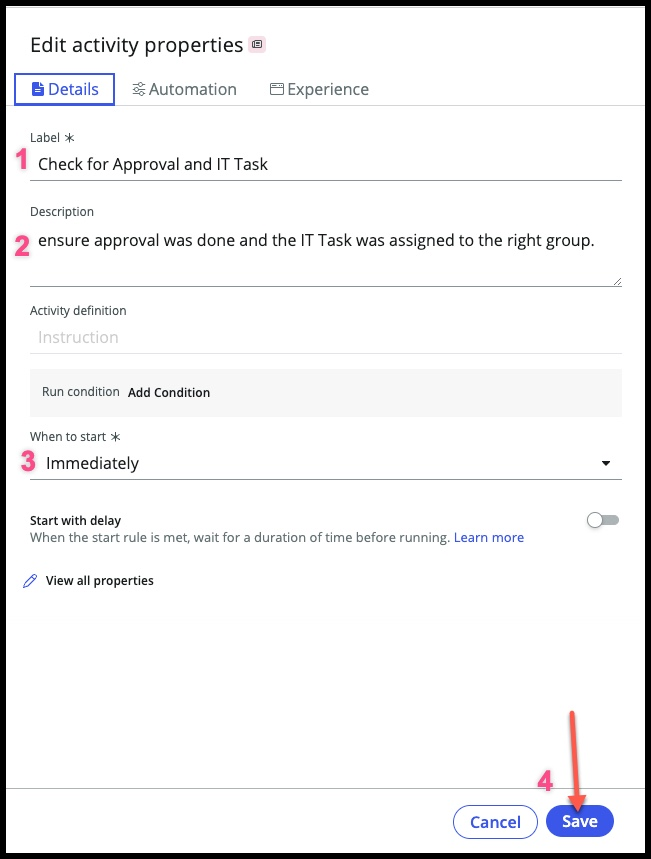 Edit activity properties
Details Automation Experience
Label *
1 Check for Approval and IT Task
Description
2 ensure approval was done and the IT Task was assigned to the right group.
Activity definition
Instruction
Run condition Add Condition
When to start *
3 Immediately
Start with delay
When the start rule is met, wait for a duration of time before running. Learn more
View all properties
4
Cancel Save